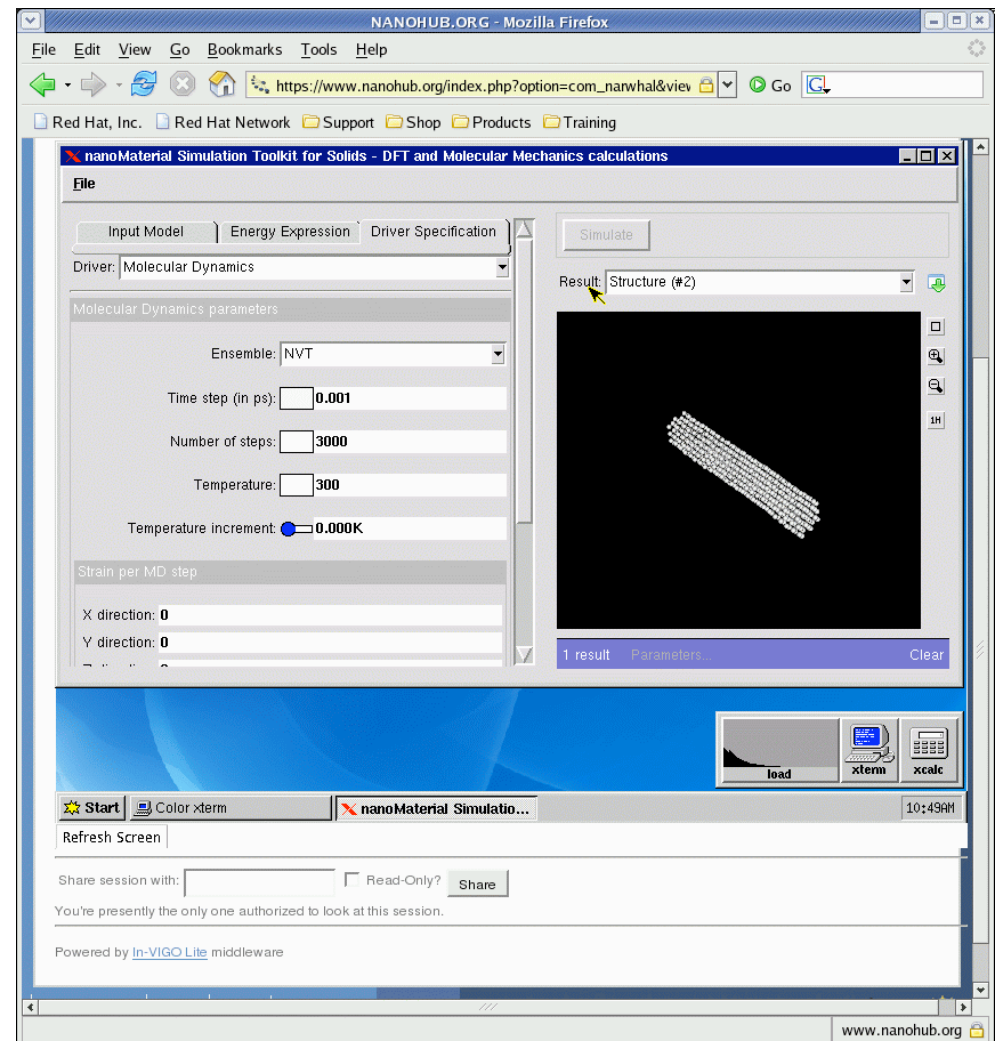 NANOHUB.ORG - Mozilla Firefox
File Edit View Go Bookmarks Tools Help
https://www.nanohub.org/index.php?option=com_narwhal&view Go G
Red Hat, Inc. Red Hat Network Support Shop Products Training
nanoMaterial Simulation Toolkit for Solids - DFT and Molecular Mechanics calculations
File
Input Model Energy Expression Driver Specification
Simulate
Driver: Molecular Dynamics
Result: Structure (#2)
Molecular Dynamics parameters
Ensemble: NVT
Time step (in ps): 0.001
1H
Number of steps: 3000
Temperature: 300
Temperature increment: 0.000K
Strain per MD step
X direction: 0
Y direction: 0
1 result Parameters... Clear
load xterm xcalc
Start Color xterm nanoMaterial Simulatio... 10:49AM
Refresh Screen
Share session with: Read-Only? Share
You're presently the only one authorized to look at this session.
Powered by In-VIGO Lite middleware
www.nanohub.org